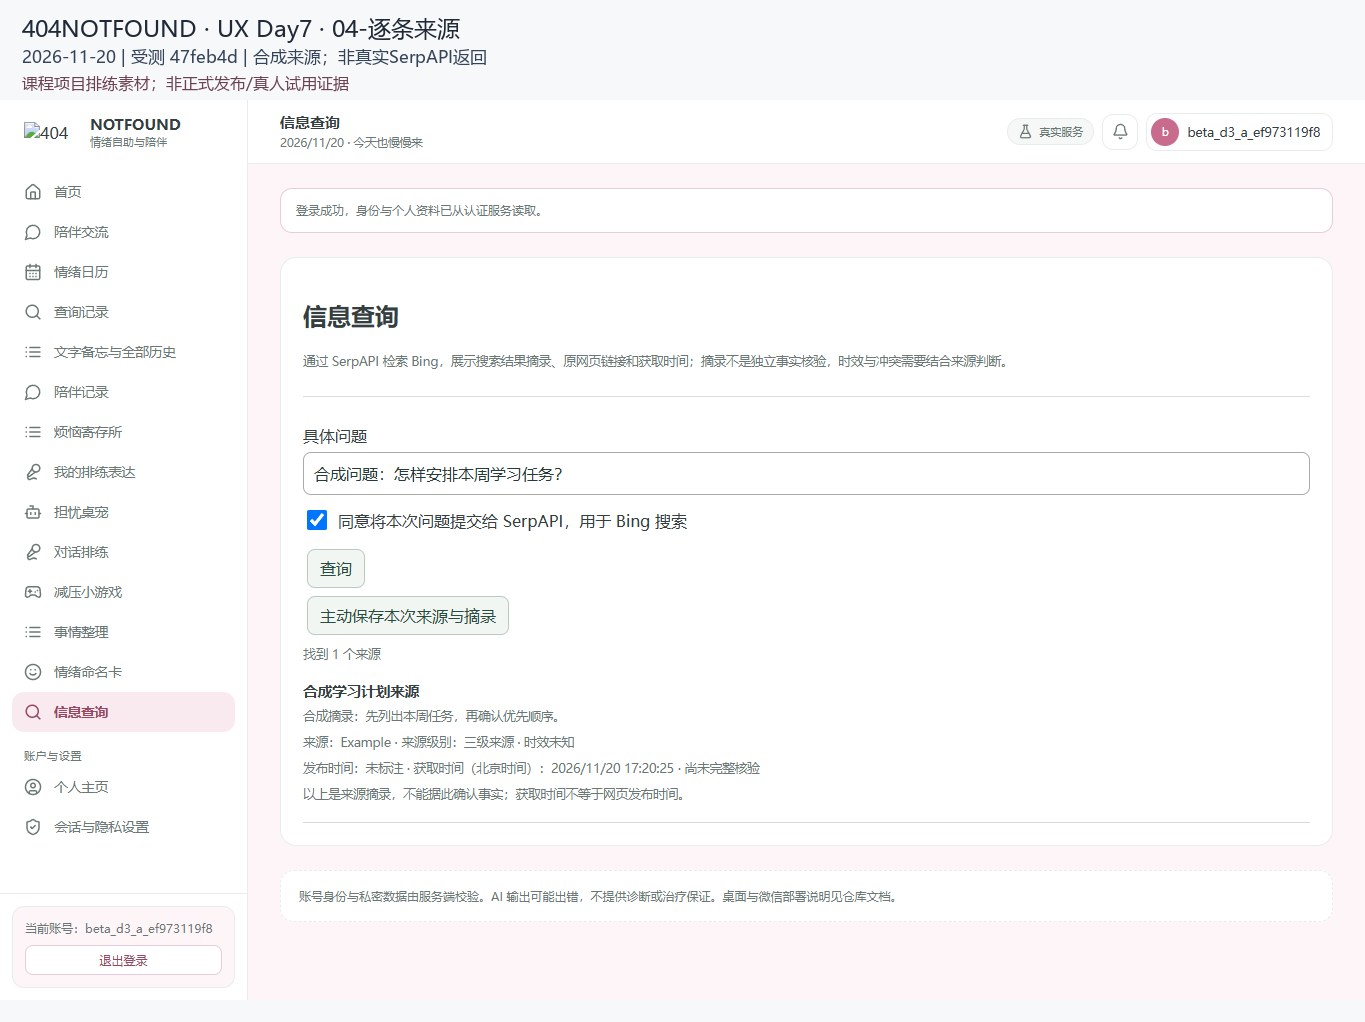 404NOTFOUND · UX Day7 · 04-逐条来源
2026-11-20 | 受测 47feb4d | 合成来源；非真实SerpAPI返回
课程项目排练素材；非正式发布/真人试用证据
404
NOTFOUND
情绪自助与陪伴
首页
陪伴交流
情绪日历
查询记录
文字备忘与全部历史
陪伴记录
烦恼寄存所
我的排练表达
担忧桌宠
对话排练
减压小游戏
事情整理
情绪命名卡
信息查询
账户与设置
个人主页
会话与隐私设置
当前账号：beta_d3_a_ef973119f8
退出登录
信息查询
2026/11/20 · 今天也慢慢来
真实服务
b
beta_d3_a_ef973119f8
登录成功，身份与个人资料已从认证服务读取。
信息查询
通过 SerpAPI 检索 Bing，展示搜索结果摘录、原网页链接和获取时间；摘录不是独立事实核验，时效与冲突需要结合来源判断。
具体问题
合成问题：怎样安排本周学习任务？
同意将本次问题提交给 SerpAPI，用于 Bing 搜索
查询
主动保存本次来源与摘录
找到 1 个来源
合成学习计划来源
合成摘录：先列出本周任务，再确认优先顺序。
来源：Example · 来源级别：三级来源 · 时效未知
发布时间：未标注 · 获取时间（北京时间）：2026/11/20 17:20:25 · 尚未完整核验
以上是来源摘录，不能据此确认事实；获取时间不等于网页发布时间。
账号身份与私密数据由服务端校验。AI 输出可能出错，不提供诊断或治疗保证。桌面与微信部署说明见仓库文档。